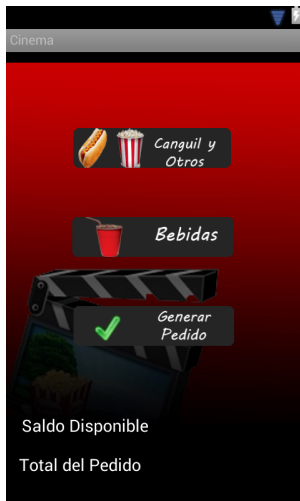 Cinema
Canguil y
Otros
Bebidas
Generar
Pedido
Saldo Disponible
Total del Pedido